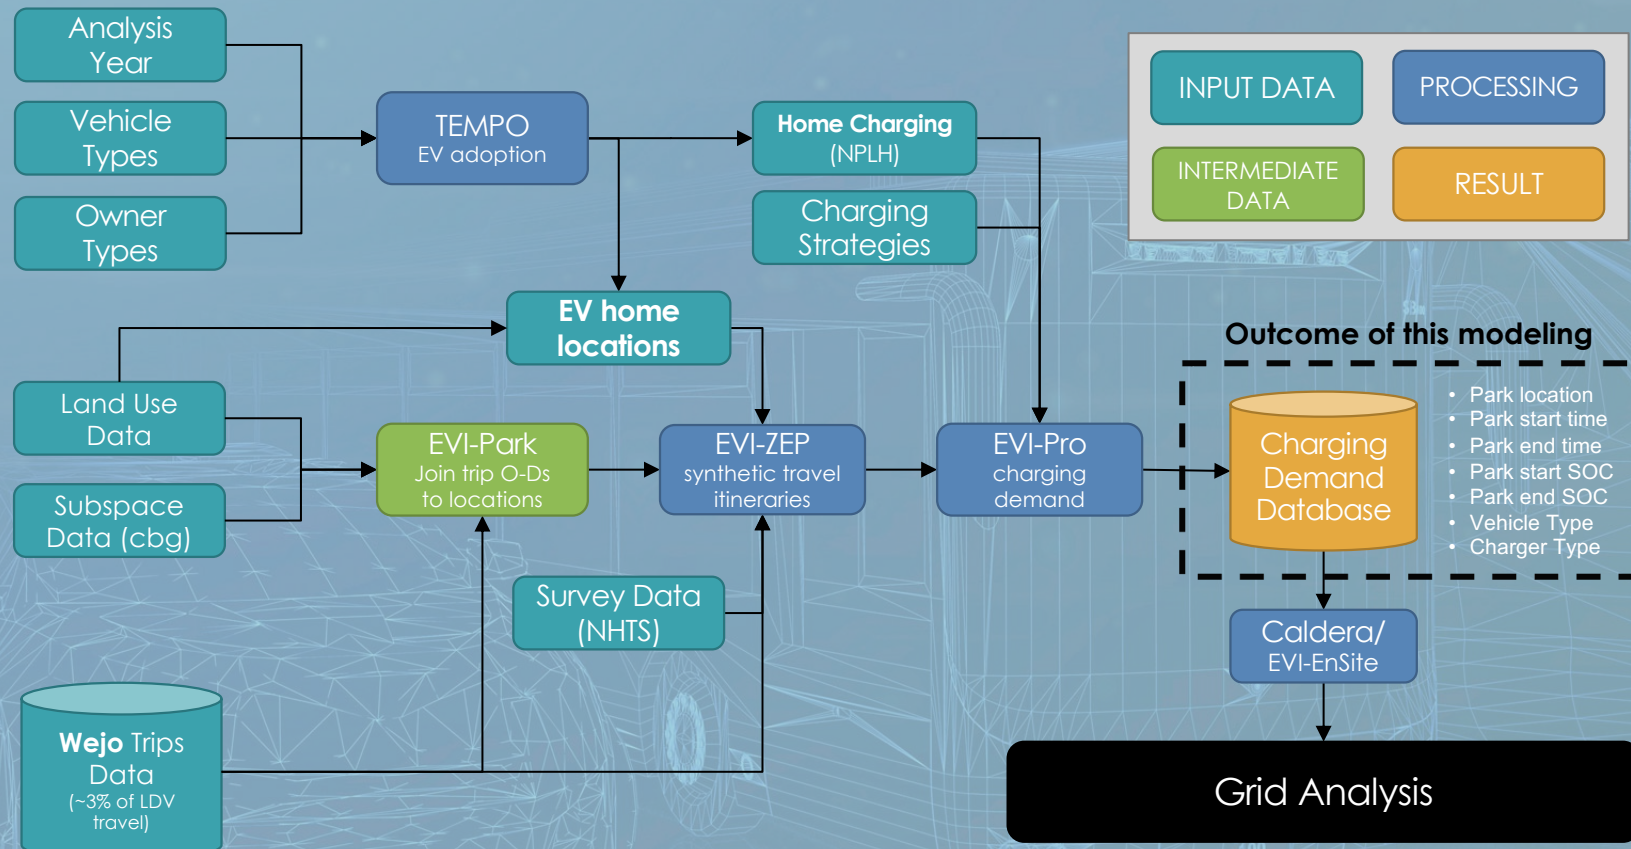 Analysis
Year
Vehicle
Types
Owner
Types
TEMPO
EV adoption
Home Charging
(NPLH)
Charging
Strategies
INPUT DATA
PROCESSING
INTERMEDIATE
DATA
RESULT
EV home
locations
Land Use
Data
Subspace
Data (cbg)
EVI-Park
Join trip O-Ds
to locations
EVI-ZEP
synthetic travel
itineraries
EVI-Pro
charging
demand
Outcome of this modeling
Charging
Demand
Database
• Park location
• Park start time
• Park end time
• Park start SOC
• Park end SOC
• Vehicle Type
• Charger Type
Survey Data
(NHTS)
Caldera/
EVI-EnSite
Wejo Trips
Data
(~3% of LDV
travel)
Grid Analysis